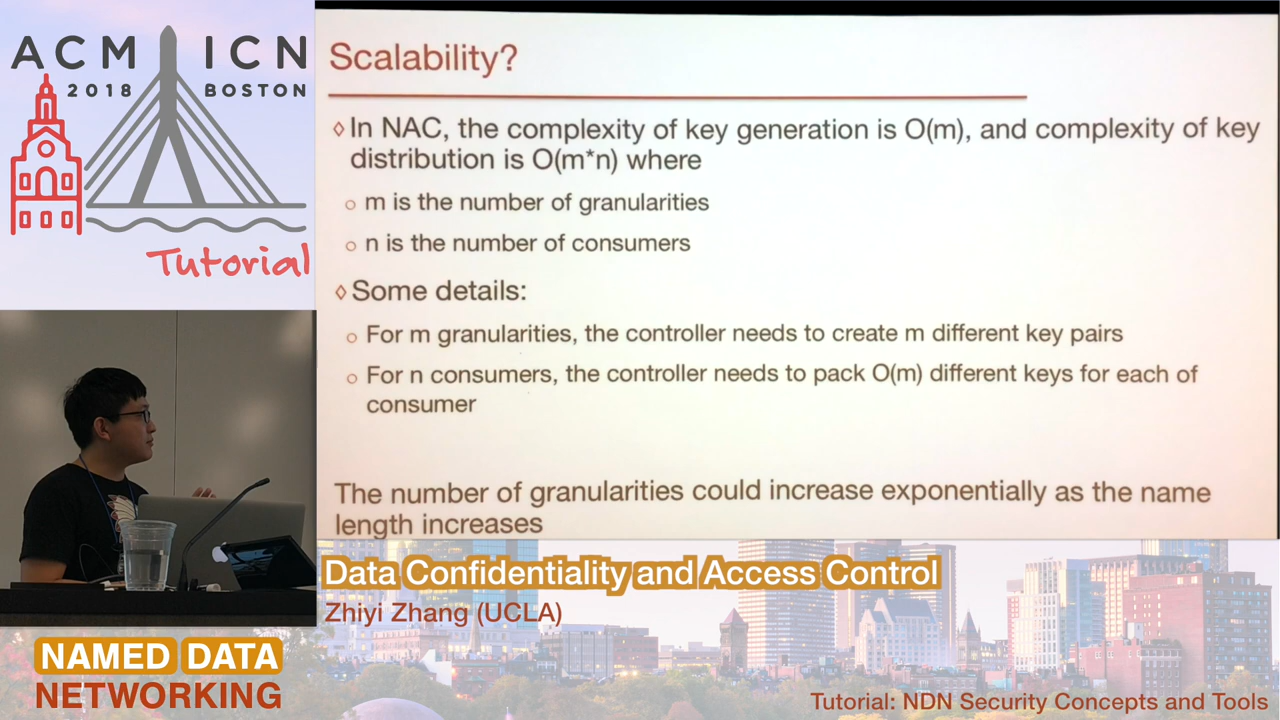 ACM ICN
2018 BOSTON
Tutorial
Scalability?
◊ In NAC, the complexity of key generation is O(m), and complexity of key
distribution is O(m*n) where
○ m is the number of granularities
○ n is the number of consumers
◊ Some details:
○ For m granularities, the controller needs to create m different key pairs
○ For n consumers, the controller needs to pack O(m) different keys for each of
consumer
The number of granularities could increase exponentially as the name
length increases
Data Confidentiality and Access Control
Zhiyi Zhang (UCLA)
NAMED DATA
NETWORKING
Tutorial: NDN Security Concepts and Tools